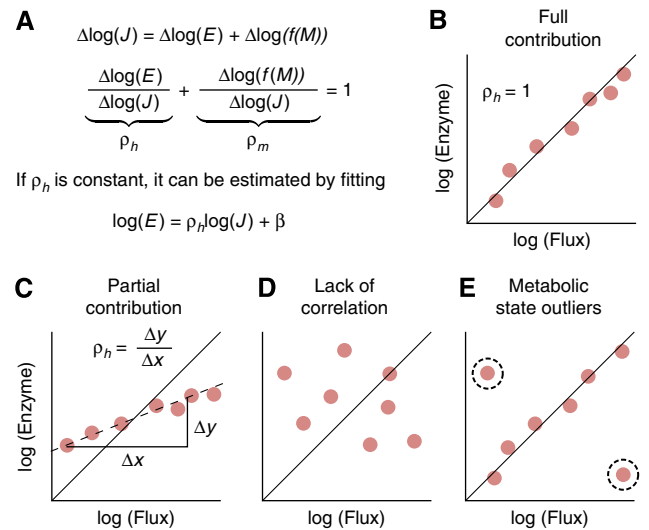 A
Δlog(J) = Δlog(E) + Δlog(f(M))
Δlog(E)
Δlog(J)
+
Δlog(f(M))
Δlog(J)
= 1
ρh
ρm
If ρh is constant, it can be estimated by fitting
log(E) = ρhlog(J) + β
B
Full
contribution
ρh = 1
log (Enzyme)
log (Flux)
C
Partial
contribution
ρh = Δy
Δx
Δy
Δx
log (Enzyme)
log (Flux)
D
Lack of
correlation
log (Flux)
E
Metabolic
state outliers
log (Flux)